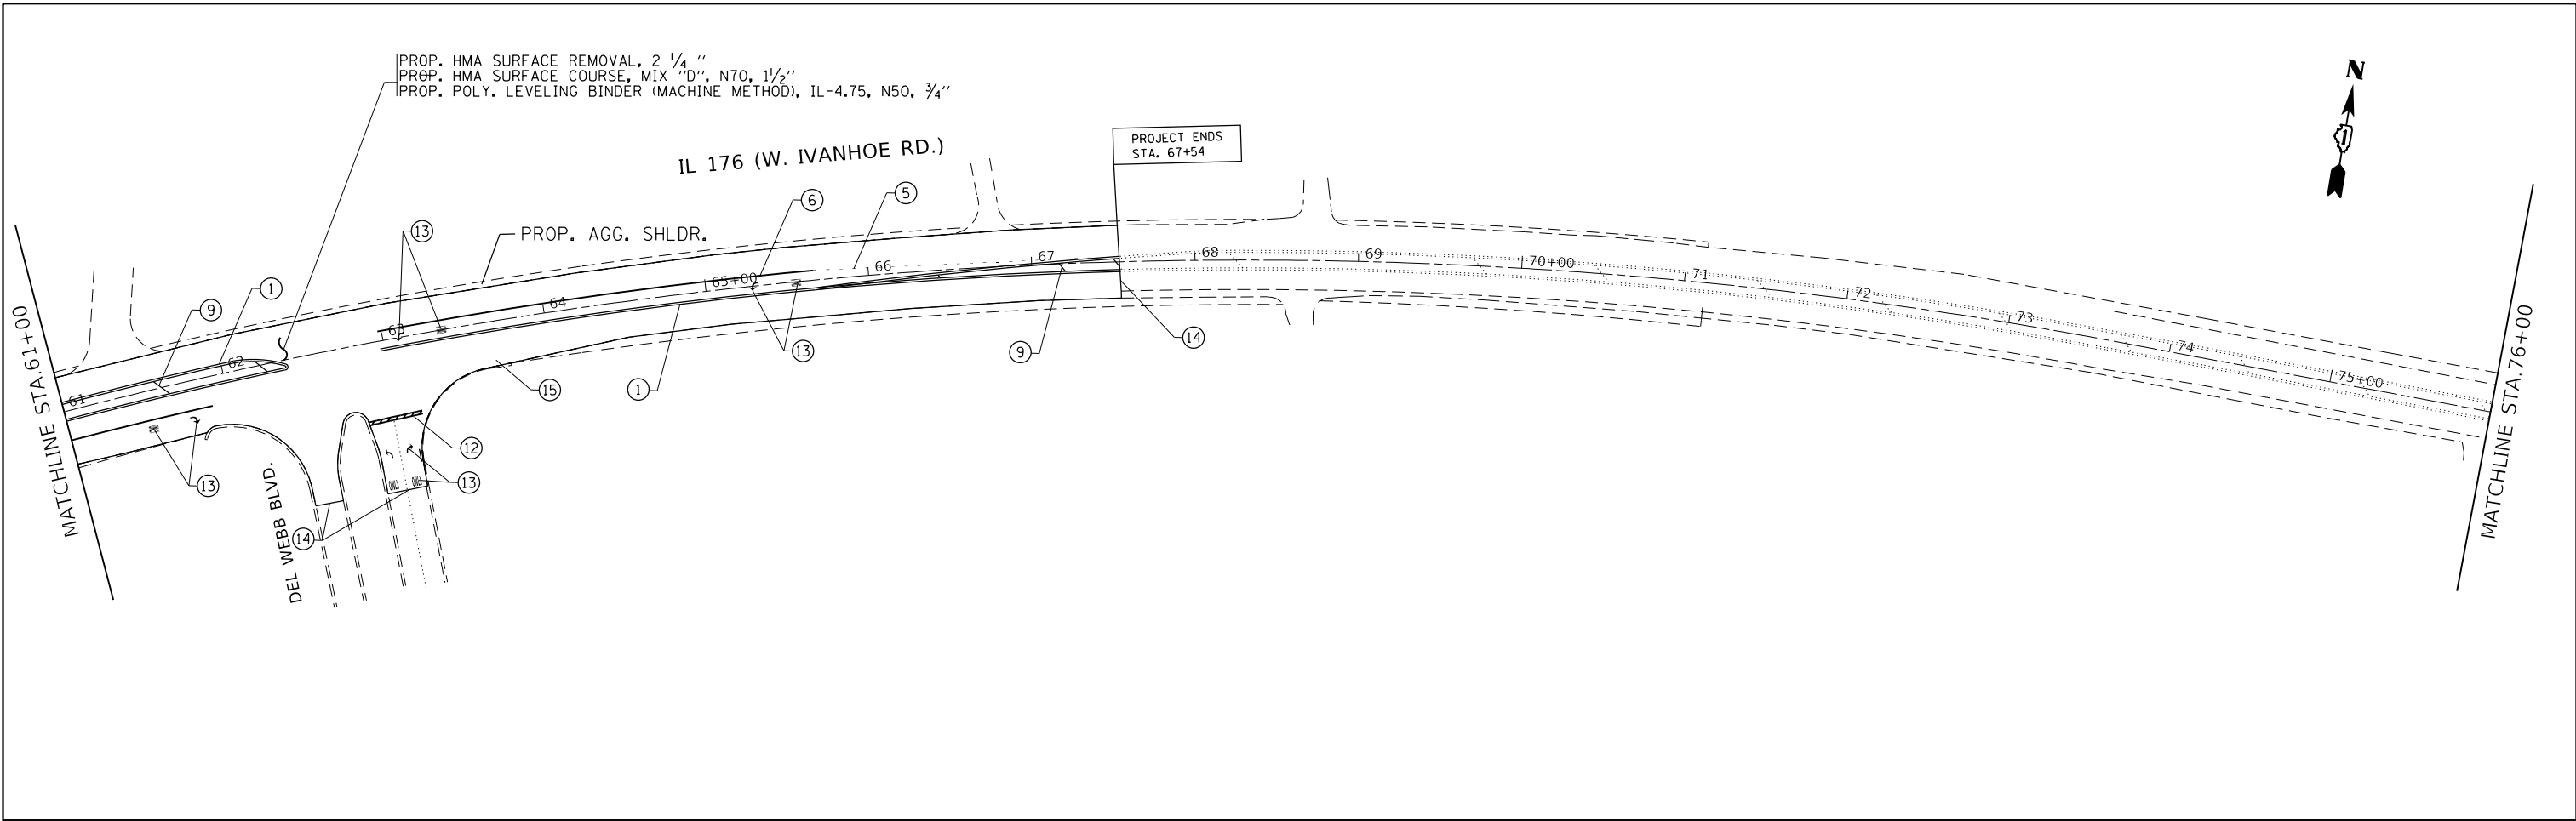 PROP. HMA SURFACE REMOVAL, 2 1/4 "
PROP. HMA SURFACE COURSE, MIX "D", N70, 1 1/2"
PROP. POLY. LEVELING BINDER (MACHINE METHOD), IL-4.75, N50, 3/4"
N
PROJECT ENDS
STA. 67+54
IL 176 (W. IVANHOE RD.)
5
6
13
PROP. AGG. SHLDR.
1
9
61
62
63
64
65+00
66
67
68
69
70+00
71
72
73
74
75+00
14
13
9
15
1
12
13
13
ONLY
ONLY
14
DEL WEBB BLVD.
MATCHLINE STA.61+00
MATCHLINE STA.76+00